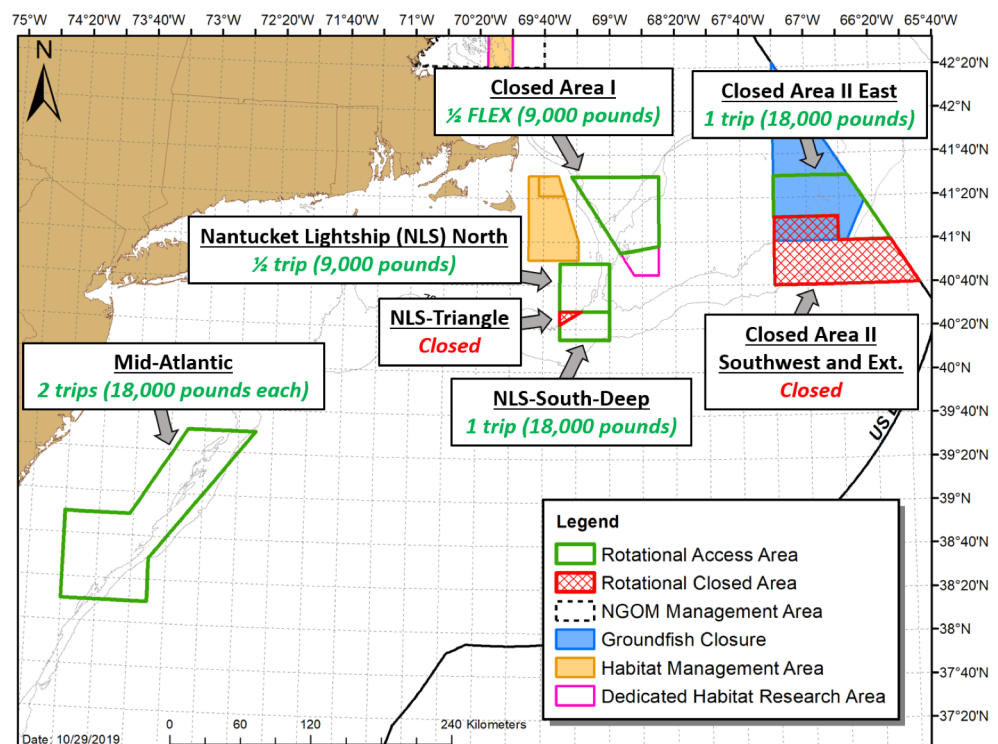 75°W 74°20'W 73°40'W 73°W 72°20'W 71°40'W 71°W 70°20'W 69°40'W 69°W 68°20'W 67°40'W 67°W 66°20'W 65°40'W
N
42°20'N
42°N
41°40'N
41°20'N
41°N
40°40'N
40°20'N
40°N
39°40'N
39°20'N
39°N
38°40'N
38°20'N
38°N
37°40'N
37°20'N
Closed Area I
½ FLEX (9,000 pounds)
Closed Area II East
1 trip (18,000 pounds)
Nantucket Lightship (NLS) North
½ trip (9,000 pounds)
NLS-Triangle
Closed
Mid-Atlantic
2 trips (18,000 pounds each)
NLS-South-Deep
1 trip (18,000 pounds)
Closed Area II
Southwest and Ext.
Closed
US
Legend
Rotational Access Area
Rotational Closed Area
NGOM Management Area
Groundfish Closure
Habitat Management Area
Dedicated Habitat Research Area
0 60 120 240 Kilometers
Date: 10/29/2019